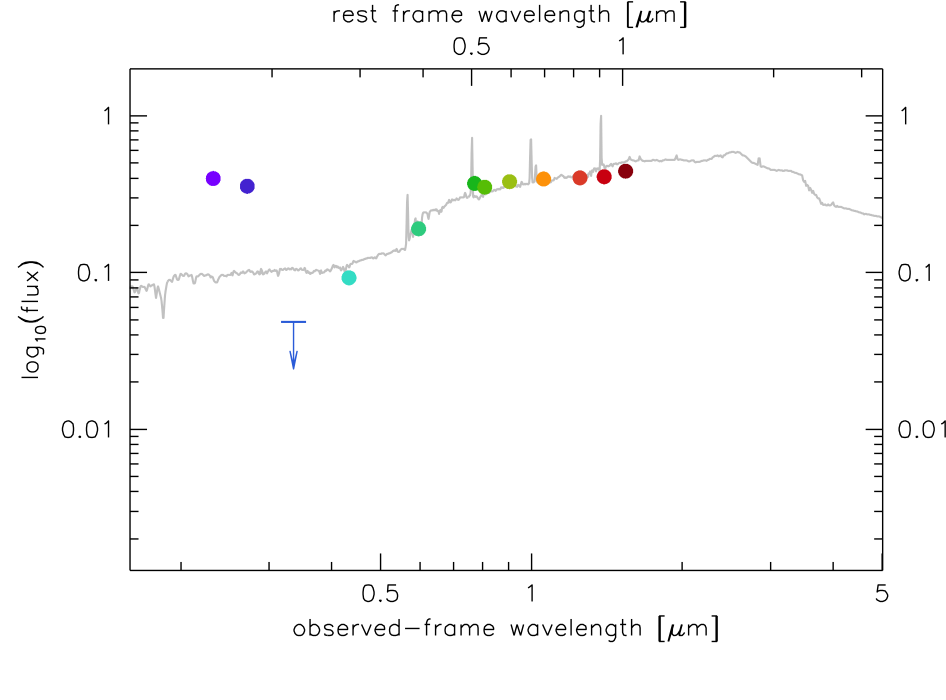 rest frame wavelength [μm]
0.5 1
1 1
0.1 0.1
0.01 0.01
log₁₀(flux)
0.5 1 5
observed-frame wavelength [μm]